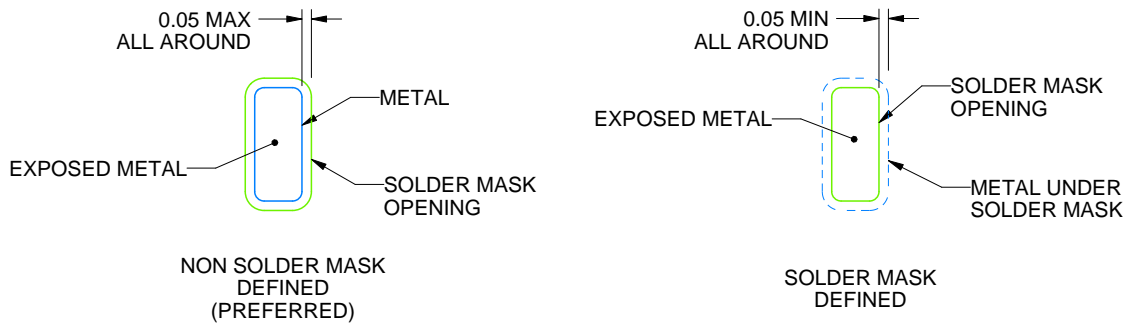 0.05 MAX
ALL AROUND
METAL
EXPOSED METAL
SOLDER MASK
OPENING
NON SOLDER MASK
DEFINED
(PREFERRED)
0.05 MIN
ALL AROUND
SOLDER MASK
OPENING
EXPOSED METAL
METAL UNDER
SOLDER MASK
SOLDER MASK
DEFINED